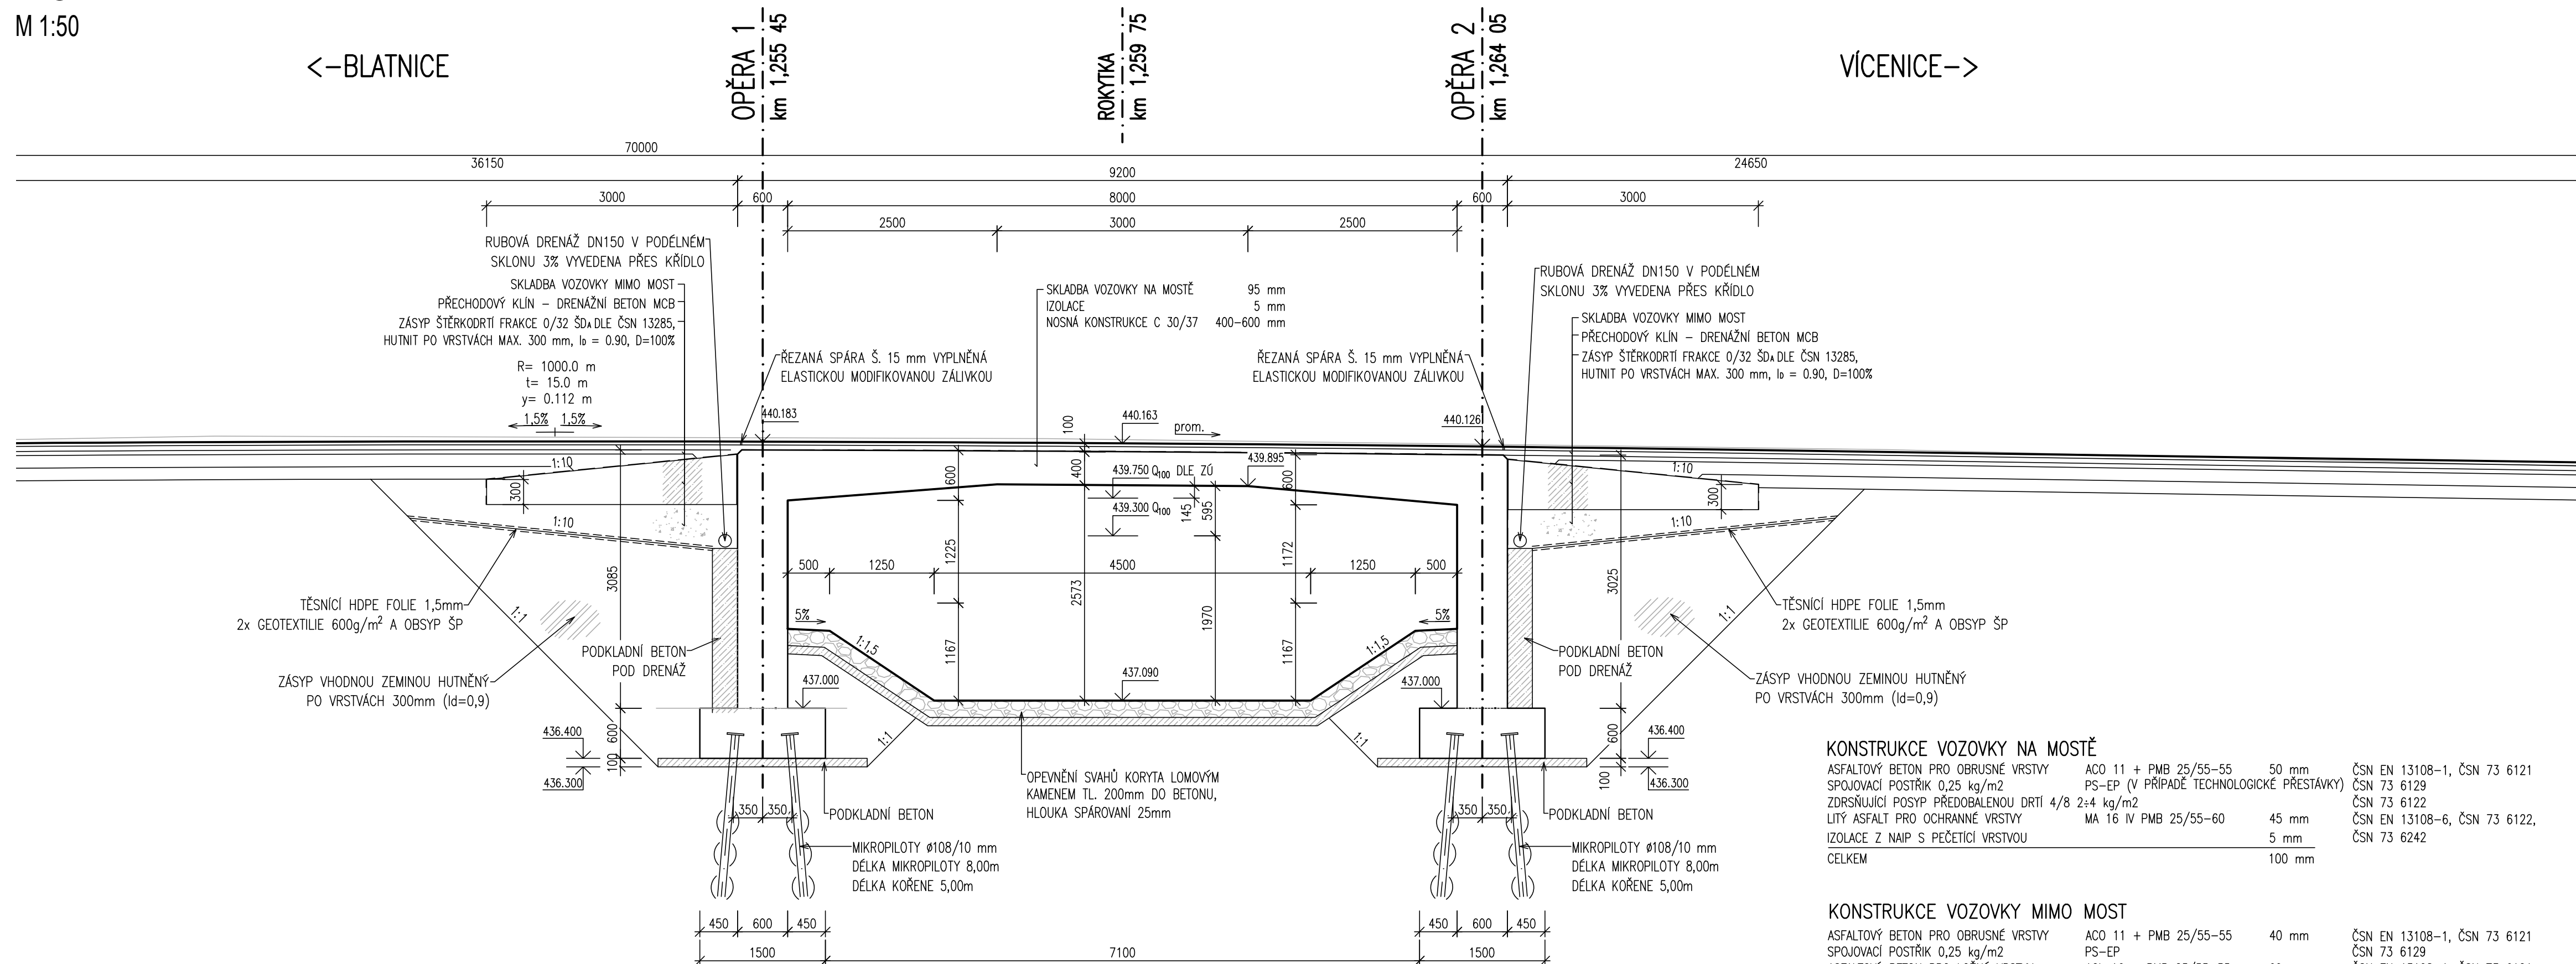 M 1:50
<-BLATNICE
OPĚRA 1
km 1,255 45
ROKYTKA
km 1,259 75
OPĚRA 2
km 1,264 05
VÍCENICE->
70000
36150
9200
24650
3000
600
8000
600
3000
2500
3000
2500
RUBOVÁ DRENÁŽ DN150 V PODÉLNÉM
SKLONU 3% VYVEDENA PŘES KŘÍDLO
SKLADBA VOZOVKY MIMO MOST
PŘECHODOVÝ KLÍN – DRENÁŽNÍ BETON MCB
ZÁSYP ŠTĚRKODRTÍ FRAKCE 0/32 ŠDA DLE ČSN 13285,
HUTNIT PO VRSTVÁCH MAX. 300 mm, ID = 0.90, D=100%
R= 1000.0 m
t= 15.0 m
y= 0.112 m
1,5% 1,5%
SKLADBA VOZOVKY NA MOSTĚ 95 mm
IZOLACE 5 mm
NOSNÁ KONSTRUKCE C 30/37 400-600 mm
ŘEZANÁ SPÁRA Š. 15 mm VYPLNĚNÁ
ELASTICKOU MODIFIKOVANOU ZÁLIVKOU
ŘEZANÁ SPÁRA Š. 15 mm VYPLNĚNÁ
ELASTICKOU MODIFIKOVANOU ZÁLIVKOU
RUBOVÁ DRENÁŽ DN150 V PODÉLNÉM
SKLONU 3% VYVEDENA PŘES KŘÍDLO
SKLADBA VOZOVKY MIMO MOST
PŘECHODOVÝ KLÍN – DRENÁŽNÍ BETON MCB
ZÁSYP ŠTĚRKODRTÍ FRAKCE 0/32 ŠDA DLE ČSN 13285,
HUTNIT PO VRSTVÁCH MAX. 300 mm, ID = 0.90, D=100%
440.183
100
440.163
prom.
440.126
1:10
300
1:10
600
400
439.750 Q100 DLE ZÚ
439.895
600
439.300 Q100
145
595
1:10
300
1:10
3085
1225
500
1250
4500
1250
500
1172
3025
2573
1970
1167
1167
5%
5%
1:1,5
1:1,5
1:1
1:1
TĚSNÍCÍ HDPE FOLIE 1,5mm
2x GEOTEXTILIE 600g/m2 A OBSYP ŠP
PODKLADNÍ BETON
POD DRENÁŽ
ZÁSYP VHODNOU ZEMINOU HUTNĚNÝ
PO VRSTVÁCH 300mm (Id=0,9)
437.000
437.090
437.000
TĚSNÍCÍ HDPE FOLIE 1,5mm
2x GEOTEXTILIE 600g/m2 A OBSYP ŠP
PODKLADNÍ BETON
POD DRENÁŽ
ZÁSYP VHODNOU ZEMINOU HUTNĚNÝ
PO VRSTVÁCH 300mm (Id=0,9)
436.400
600
100
436.300
1:1
1:1
600
436.400
100
436.300
350 350
350 350
OPEVNĚNÍ SVAHŮ KORYTA LOMOVÝM
KAMENEM TL. 200mm DO BETONU,
HLOUKA SPÁROVANÍ 25mm
PODKLADNÍ BETON
PODKLADNÍ BETON
MIKROPILOTY ø108/10 mm
DÉLKA MIKROPILOTY 8,00m
DÉLKA KOŘENE 5,00m
MIKROPILOTY ø108/10 mm
DÉLKA MIKROPILOTY 8,00m
DÉLKA KOŘENE 5,00m
450 600 450
450 600 450
1500
7100
1500
KONSTRUKCE VOZOVKY NA MOSTĚ
ASFALTOVÝ BETON PRO OBRUSNÉ VRSTVY ACO 11 + PMB 25/55-55 50 mm ČSN EN 13108-1, ČSN 73 6121
SPOJOVACÍ POSTŘIK 0,25 kg/m2 PS-EP (V PŘÍPADĚ TECHNOLOGICKÉ PŘESTÁVKY) ČSN 73 6129
ZDRSŇUJÍCÍ POSYP PŘEDOBALENOU DRTÍ 4/8 2÷4 kg/m2 ČSN 73 6122
LITÝ ASFALT PRO OCHRANNÉ VRSTVY MA 16 IV PMB 25/55-60 45 mm ČSN EN 13108-6, ČSN 73 6122,
IZOLACE Z NAIP S PEČETÍCÍ VRSTVOU 5 mm ČSN 73 6242
CELKEM 100 mm
KONSTRUKCE VOZOVKY MIMO MOST
ASFALTOVÝ BETON PRO OBRUSNÉ VRSTVY ACO 11 + PMB 25/55-55 40 mm ČSN EN 13108-1, ČSN 73 6121
SPOJOVACÍ POSTŘIK 0,25 kg/m2 PS-EP ČSN 73 6129